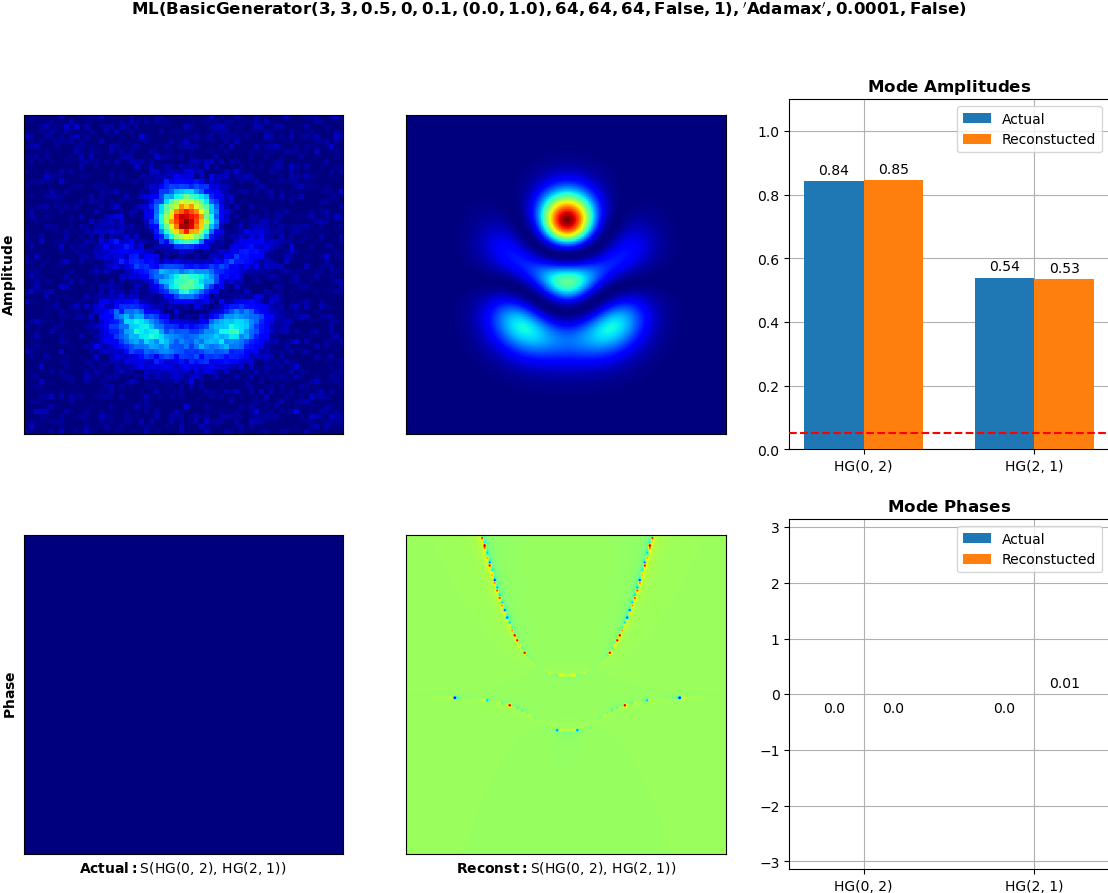 ML(BasicGenerator(3, 3, 0.5, 0, 0.1, (0.0, 1.0), 64, 64, 64, False, 1), ′Adamax′, 0.0001, False)
Amplitude
Mode Amplitudes
Actual
Reconstucted
1.0
0.8
0.6
0.4
0.2
0.0
0.84
0.85
0.54
0.53
HG(0, 2)
HG(2, 1)
Phase
Actual: S(HG(0, 2), HG(2, 1))
Reconst: S(HG(0, 2), HG(2, 1))
Mode Phases
Actual
Reconstucted
3
2
1
0
−1
−2
−3
0.0
0.0
0.0
0.01
HG(0, 2)
HG(2, 1)